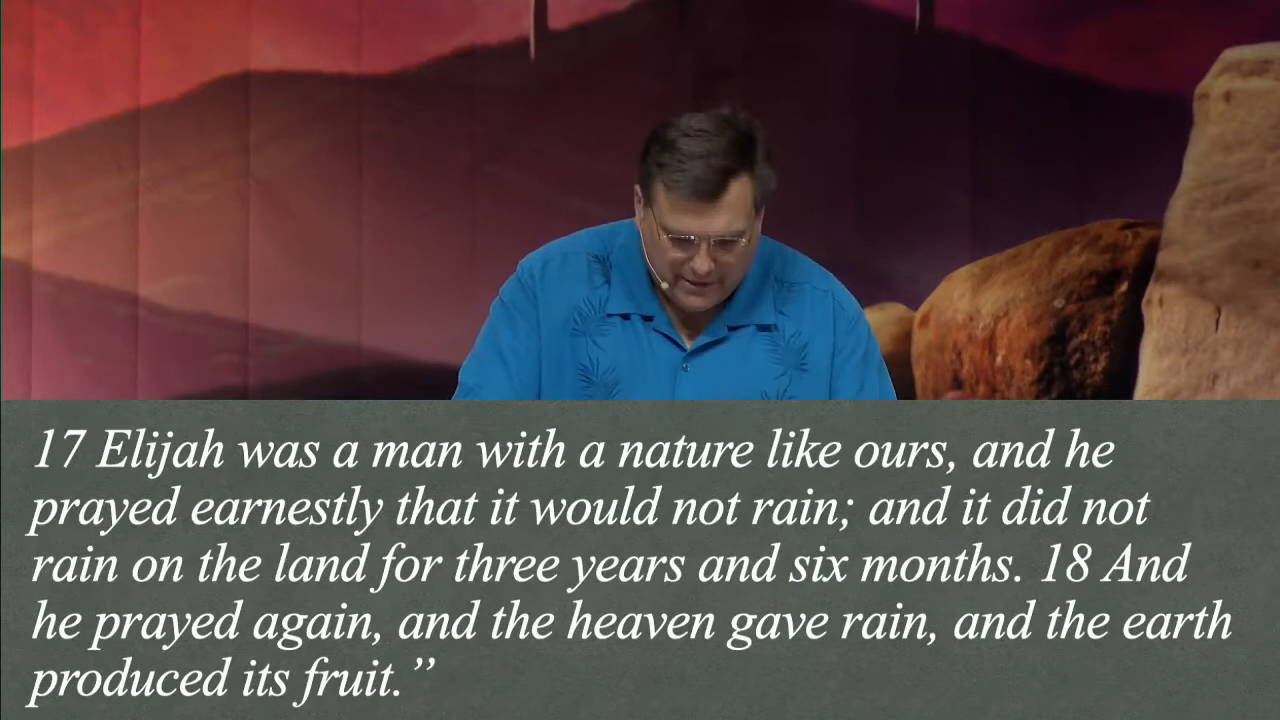 17 Elijah was a man with a nature like ours, and he
prayed earnestly that it would not rain; and it did not
rain on the land for three years and six months. 18 And
he prayed again, and the heaven gave rain, and the earth
produced its fruit.”